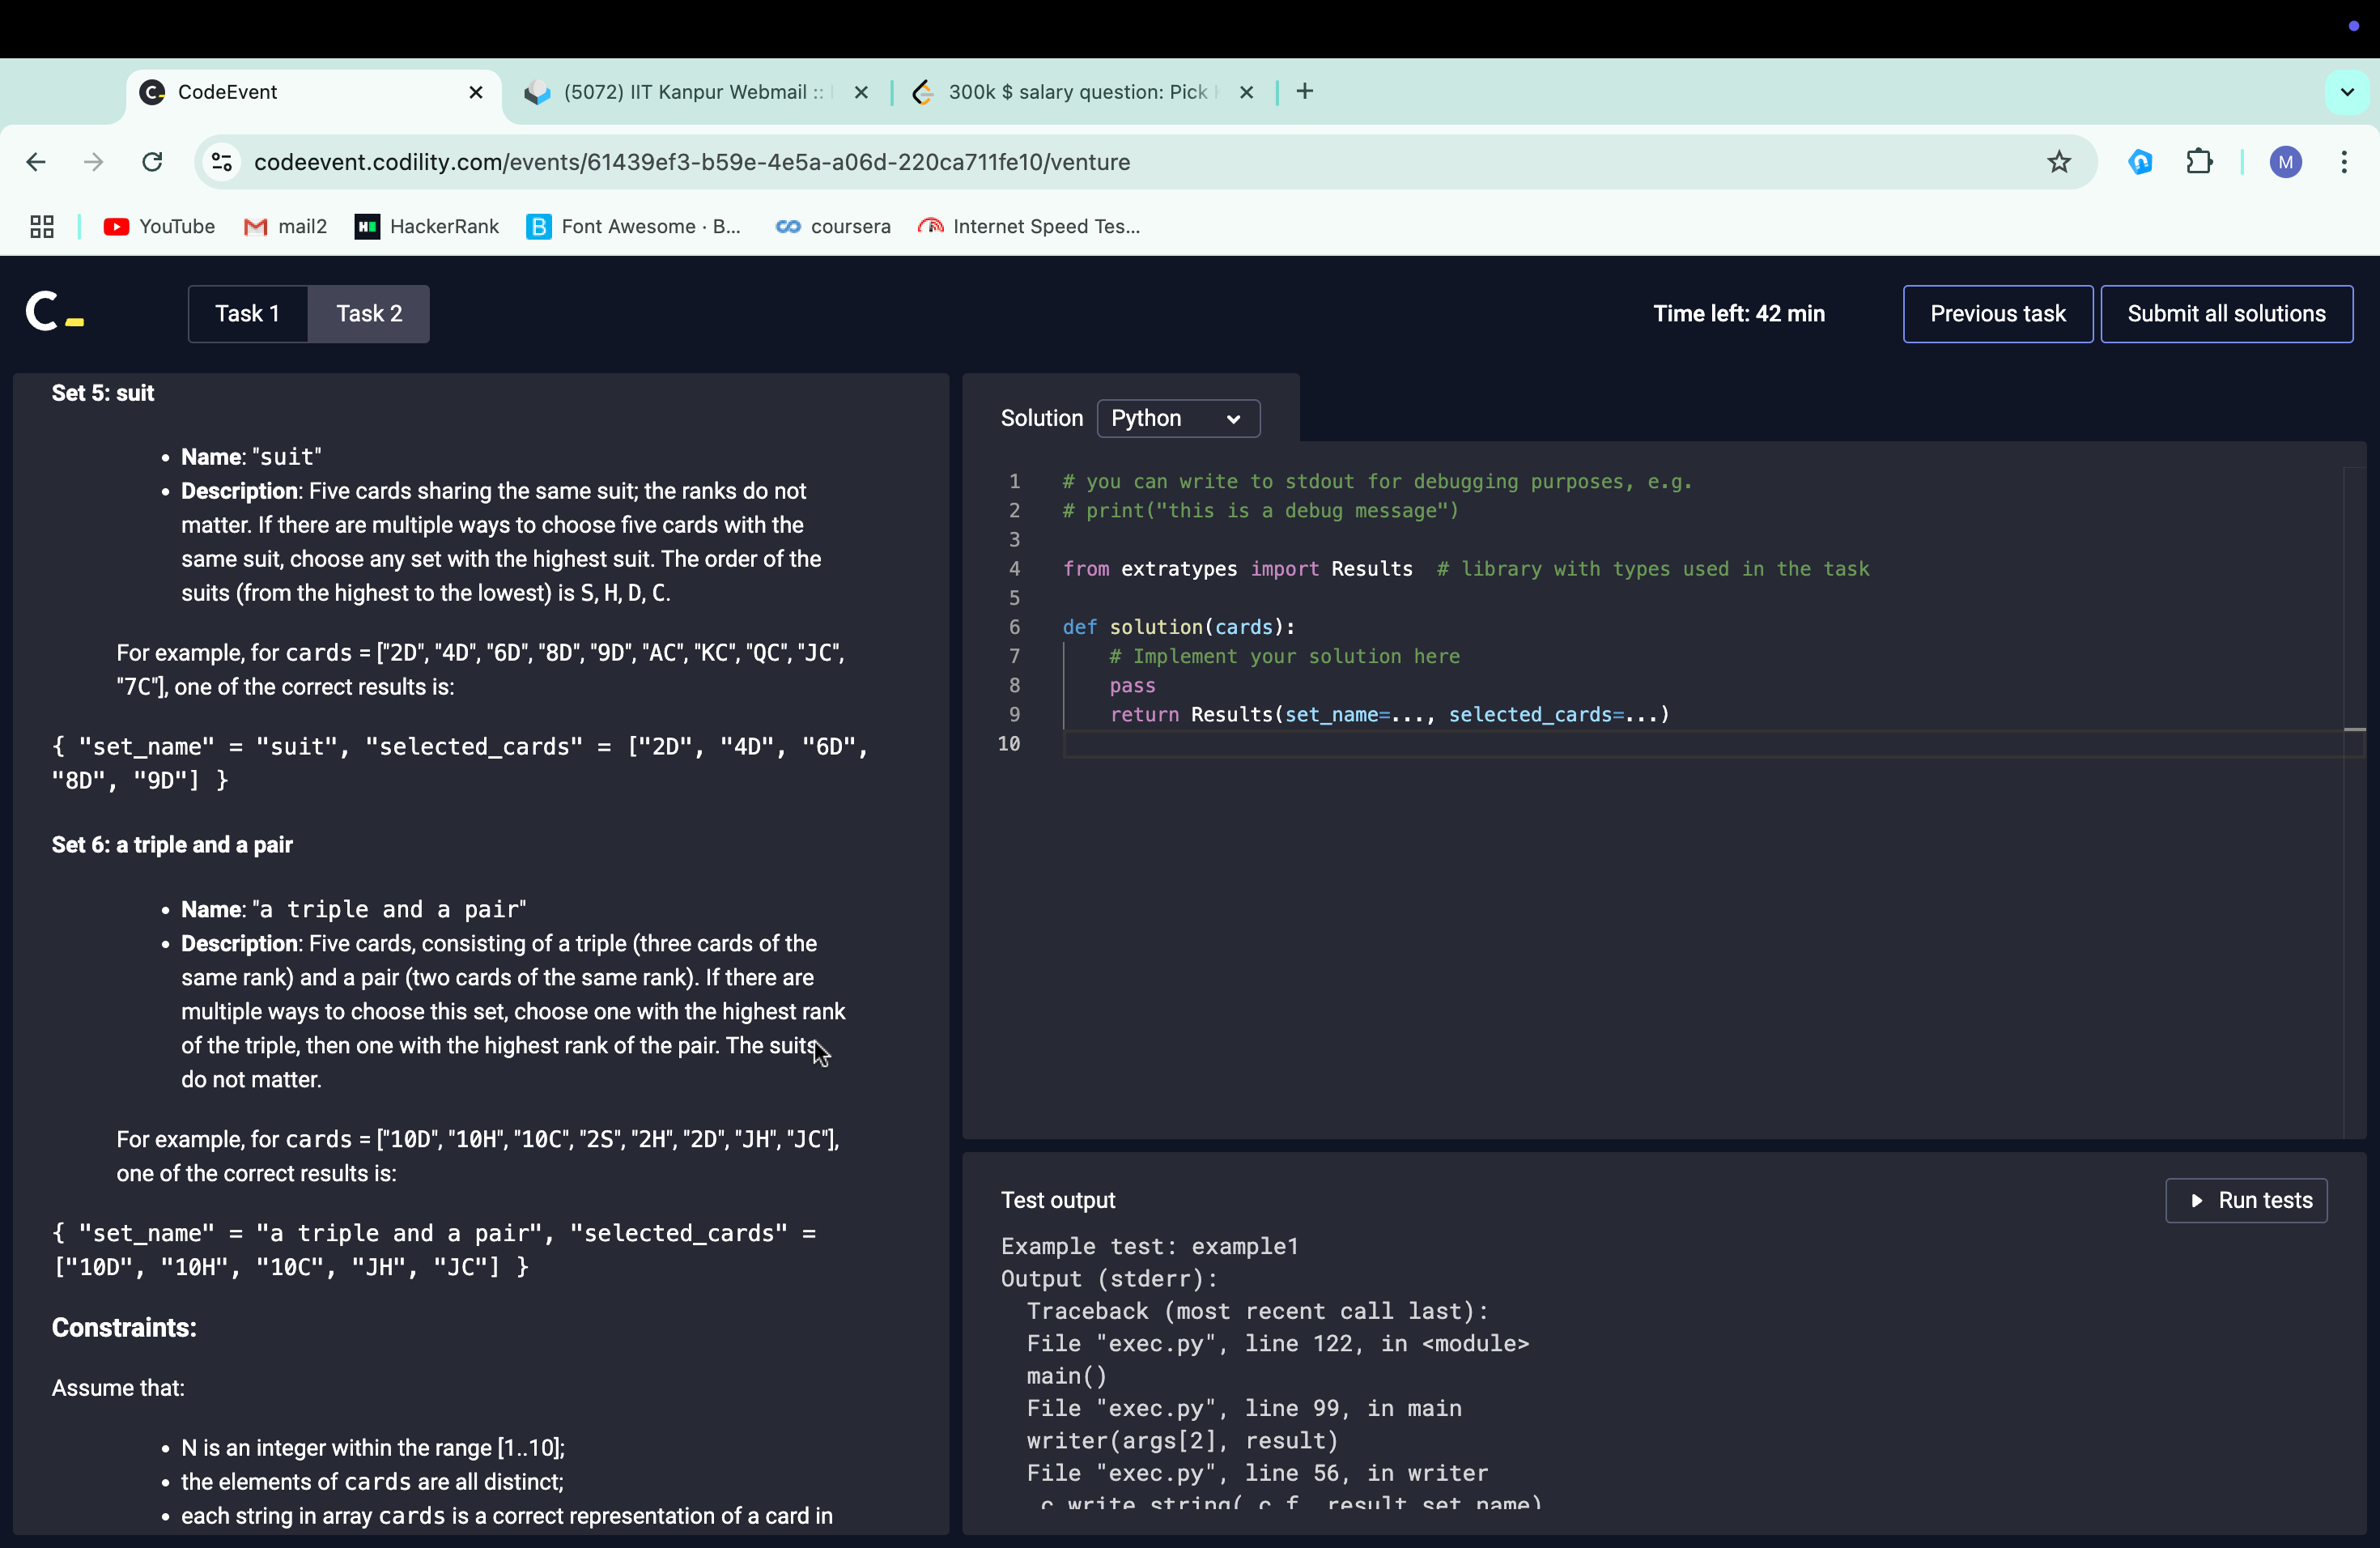 CodeEvent
(5072) IIT Kanpur Webmail ::
300k $ salary question: Pick
codeevent.codility.com/events/61439ef3-b59e-4e5a-a06d-220ca711fe10/venture
M
YouTube
mail2
HackerRank
Font Awesome · B...
coursera
Internet Speed Tes...
Task 1
Task 2
Time left: 42 min
Previous task
Submit all solutions
Set 5: suit
• Name: "suit"
• Description: Five cards sharing the same suit; the ranks do not
matter. If there are multiple ways to choose five cards with the
same suit, choose any set with the highest suit. The order of the
suits (from the highest to the lowest) is S, H, D, C.
For example, for cards = ["2D", "4D", "6D", "8D", "9D", "AC", "KC", "QC", "JC",
"7C"], one of the correct results is:
{ "set_name" = "suit", "selected_cards" = ["2D", "4D", "6D",
"8D", "9D"] }
Set 6: a triple and a pair
• Name: "a triple and a pair"
• Description: Five cards, consisting of a triple (three cards of the
same rank) and a pair (two cards of the same rank). If there are
multiple ways to choose this set, choose one with the highest rank
of the triple, then one with the highest rank of the pair. The suits
do not matter.
For example, for cards = ["10D", "10H", "10C", "2S", "2H", "2D", "JH", "JC"],
one of the correct results is:
{ "set_name" = "a triple and a pair", "selected_cards" =
["10D", "10H", "10C", "JH", "JC"] }
Constraints:
Assume that:
• N is an integer within the range [1..10];
• the elements of cards are all distinct;
• each string in array cards is a correct representation of a card in
Solution
Python
1 # you can write to stdout for debugging purposes, e.g.
2 # print("this is a debug message")
3
4 from extratypes import Results # library with types used in the task
5
6 def solution(cards):
7 # Implement your solution here
8 pass
9 return Results(set_name=..., selected_cards=...)
10
Test output
Run tests
Example test: example1
Output (stderr):
Traceback (most recent call last):
File "exec.py", line 122, in <module>
main()
File "exec.py", line 99, in main
writer(args[2], result)
File "exec.py", line 56, in writer
_c_write_string(_c_f, result.set_name)